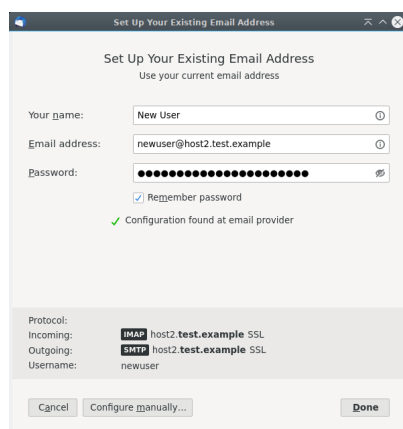 Set Up Your Existing Email Address
Set Up Your Existing Email Address
Use your current email address
Your name: New User
Email address: newuser@host2.test.example
Password: ●●●●●●●●●●●●●●●●●●●●●●
Remember password
Configuration found at email provider
Protocol:
Incoming: IMAP host2.test.example SSL
Outgoing: SMTP host2.test.example SSL
Username: newuser
Cancel Configure manually... Done